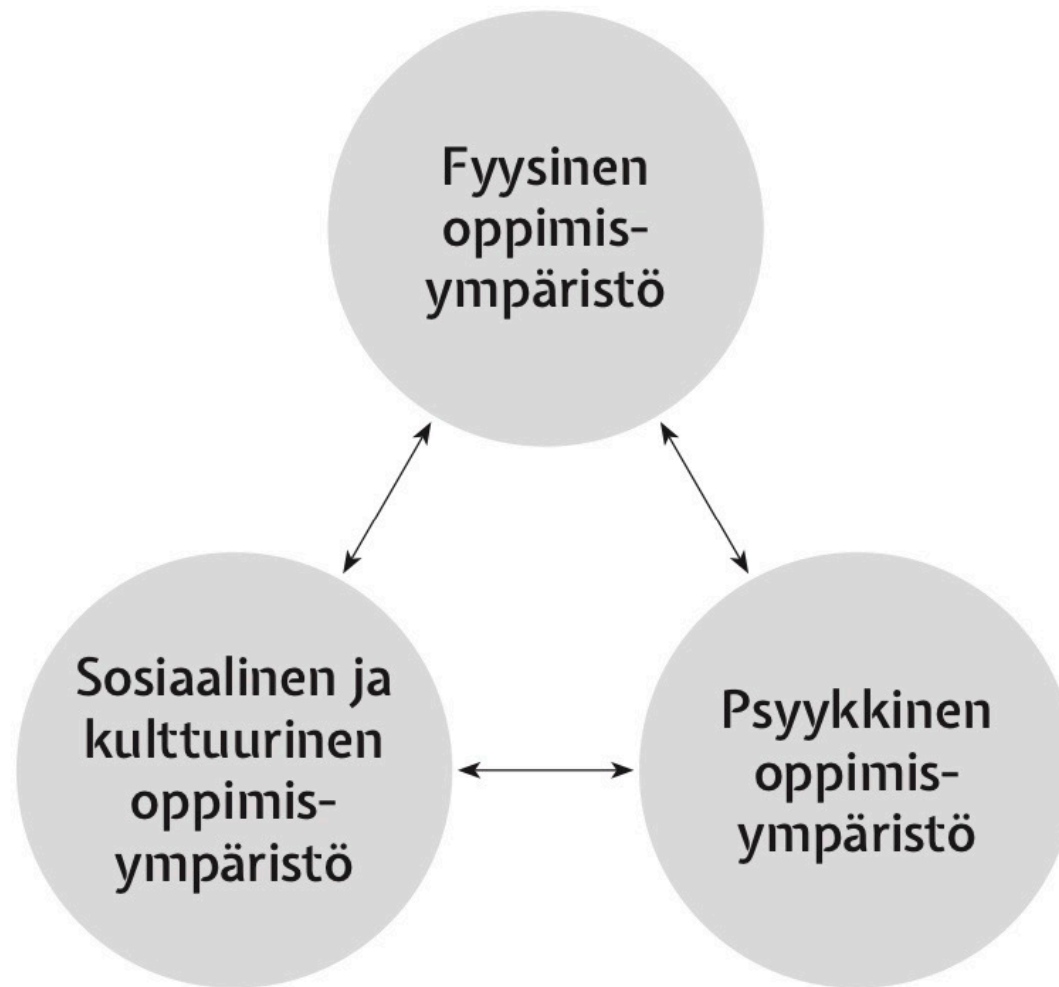 Fyysinen
oppimis-
ympäristö
Sosiaalinen ja
kulttuurinen
oppimis-
ympäristö
Psyykkinen
oppimis-
ympäristö